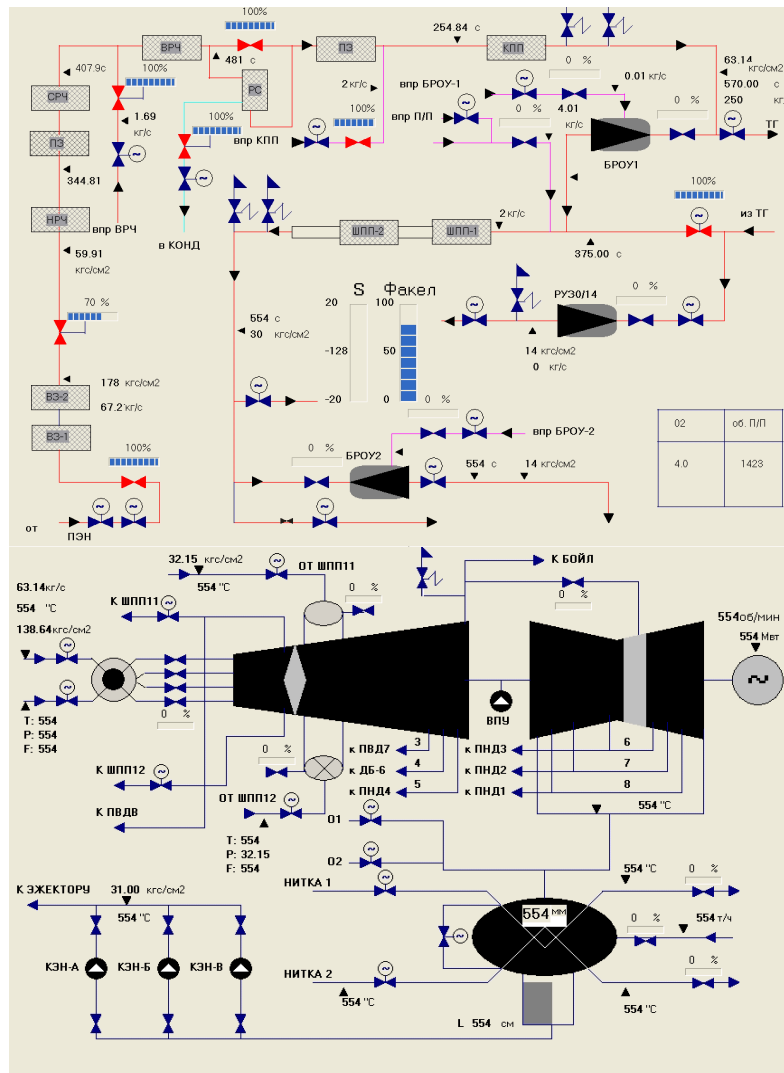 100%
100%
0 %
254.84 с
ВРЧ
ПЭ
КПП
407.9с
481 с
63.14
кгс/см2
100%
2 кг/с
впр БРОУ-1
0.01 кг/с
570.00 с
СРЧ
РС
250 кг
100%
впр П/П
0 %
4.01
кг/с
0 %
1.69
кг/с
100%
ТГ
ПЭ
впр КПП
БРОУ1
344.81
100%
НРЧ
впр ВРЧ
2кг/с
из ТГ
в КОНД
ШПП-2
ШПП-1
59.91
кгс/см2
375.00 с
S
Факел
РУ30/14
0 %
20
100
70 %
554 с
30 кгс/см2
-128
50
14 кгс/см2
0 кг/с
178 кгс/см2
-20
0
0 %
ВЭ-2
67.2кг/с
02
об. П/П
впр БРОУ-2
ВЭ-1
0 %
БРОУ2
4.0
1423
100%
554 с
14кгс/см2
от
ПЭН
32.15 кгс/см2
ОТ ШПП11
К БОЙЛ
63.14кг/с
554 °С
0 %
К ШПП11
554 °С
0 %
138.64кгс/см2
554об/мин
554 Мвт
ВПУ
0 %
Т: 554
Р: 554
F: 554
0 %
к ПВД7
3
к ПНД3
6
К ШПП12
к ДБ-6
4
к ПНД2
7
к ПНД4
5
к ПНД1
8
ОТ ШПП12
К ПВДВ
О1
554 °С
Т: 554
Р: 32.15
F: 554
О2
554 °С
0 %
К ЭЖЕКТОРУ
31.00 кгс/см2
НИТКА 1
554 °С
554 мм
0 %
554 т/ч
КЭН-А
КЭН-Б
КЭН-В
0 %
НИТКА 2
554 °С
554 °С
L 554 см